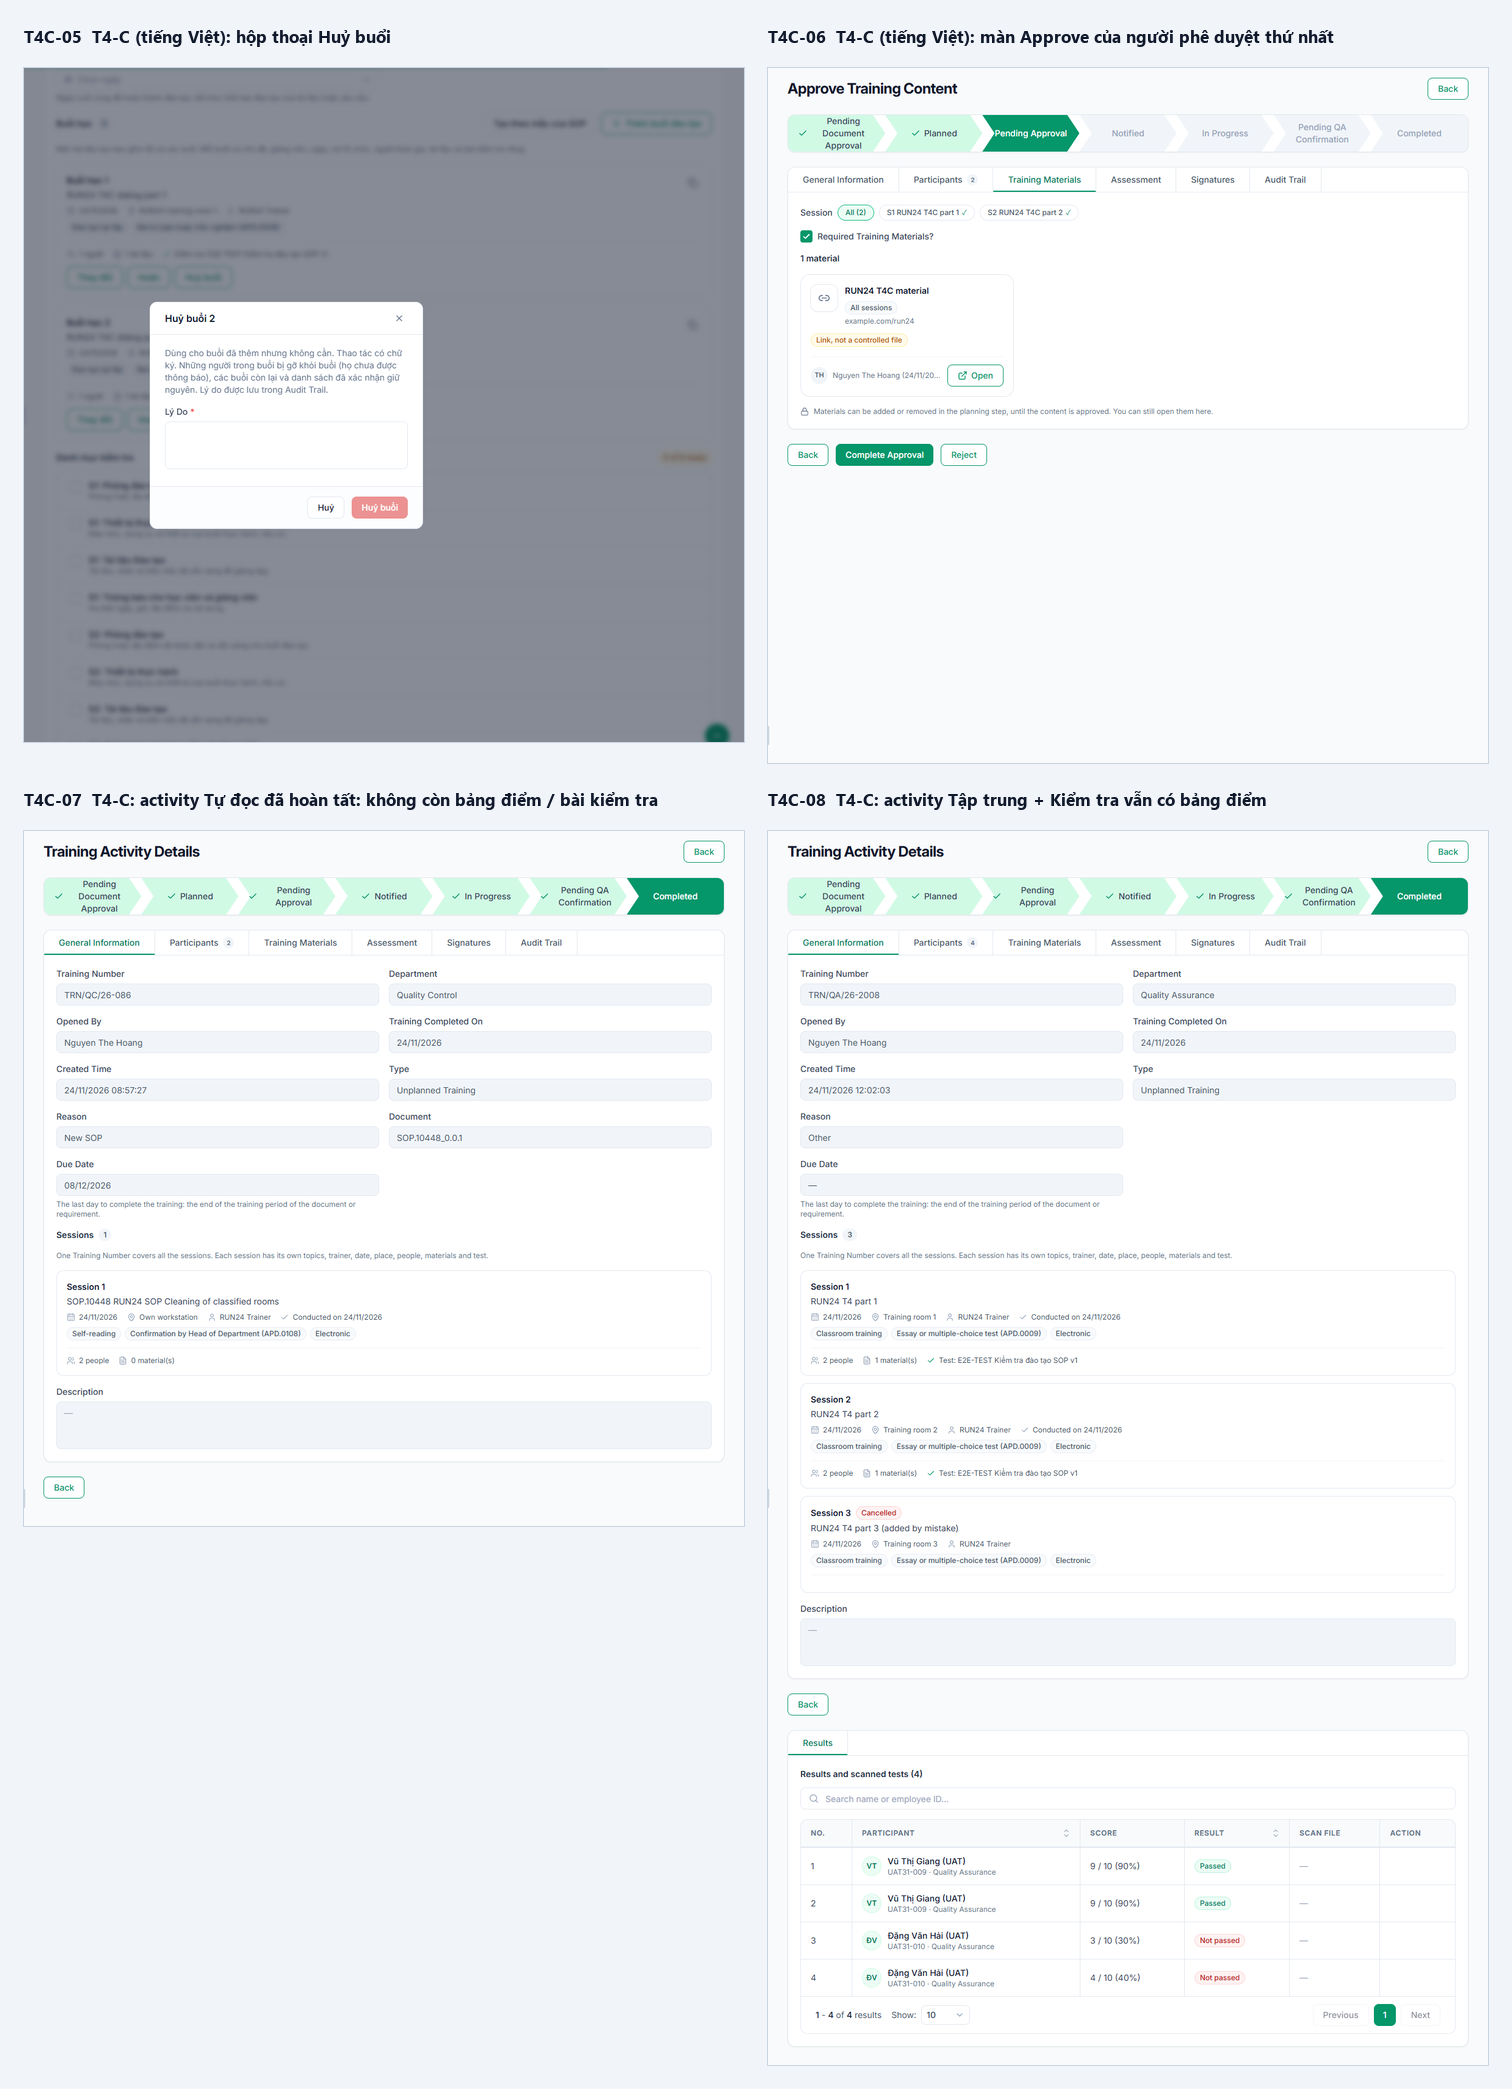 T4C-05 T4-C (tiếng Việt): hộp thoại Huỷ buổi
Huỷ buổi 2
Dùng cho buổi đã thêm nhưng không cần. Thao tác có chữ
ký. Những người trong buổi bị gỡ khỏi buổi (họ chưa được
thông báo), các buổi còn lại và danh sách đã xác nhận giữ
nguyên. Lý do được lưu trong Audit Trail.
Lý Do *
Huỷ
Huỷ buổi
T4C-06 T4-C (tiếng Việt): màn Approve của người phê duyệt thứ nhất
Approve Training Content
Back
Pending
Document
Approval
Planned
Pending Approval
Notified
In Progress
Pending QA
Confirmation
Completed
General Information
Participants 2
Training Materials
Assessment
Signatures
Audit Trail
Session
All (2)
S1 RUN24 T4C part 1 ✓
S2 RUN24 T4C part 2 ✓
Required Training Materials?
1 material
RUN24 T4C material
All sessions
example.com/run24
Link, not a controlled file
TH
Nguyen The Hoang (24/11/20...
Open
Materials can be added or removed in the planning step, until the content is approved. You can still open them here.
Back
Complete Approval
Reject
T4C-07 T4-C: activity Tự đọc đã hoàn tất: không còn bảng điểm / bài kiểm tra
Training Activity Details
Back
Pending
Document
Approval
Planned
Pending
Approval
Notified
In Progress
Pending QA
Confirmation
Completed
General Information
Participants 2
Training Materials
Assessment
Signatures
Audit Trail
Training Number
Department
TRN/QC/26-086
Quality Control
Opened By
Training Completed On
Nguyen The Hoang
24/11/2026
Created Time
Type
24/11/2026 08:57:27
Unplanned Training
Reason
Document
New SOP
SOP.10448_0.0.1
Due Date
08/12/2026
The last day to complete the training: the end of the training period of the document or
requirement.
Sessions 1
One Training Number covers all the sessions. Each session has its own topics, trainer, date, place, people, materials and test.
Session 1
SOP.10448 RUN24 SOP Cleaning of classified rooms
24/11/2026 Own workstation RUN24 Trainer Conducted on 24/11/2026
Self-reading Confirmation by Head of Department (APD.0108) Electronic
2 people 0 material(s)
Description
—
Back
T4C-08 T4-C: activity Tập trung + Kiểm tra vẫn có bảng điểm
Training Activity Details
Back
Pending
Document
Approval
Planned
Pending
Approval
Notified
In Progress
Pending QA
Confirmation
Completed
General Information
Participants 4
Training Materials
Assessment
Signatures
Audit Trail
Training Number
Department
TRN/QA/26-2008
Quality Assurance
Opened By
Training Completed On
Nguyen The Hoang
24/11/2026
Created Time
Type
24/11/2026 12:02:03
Unplanned Training
Reason
Other
Due Date
—
The last day to complete the training: the end of the training period of the document or
requirement.
Sessions 3
One Training Number covers all the sessions. Each session has its own topics, trainer, date, place, people, materials and test.
Session 1
RUN24 T4 part 1
24/11/2026 Training room 1 RUN24 Trainer Conducted on 24/11/2026
Classroom training Essay or multiple-choice test (APD.0009) Electronic
2 people 1 material(s) Test: E2E-TEST Kiểm tra đào tạo SOP v1
Session 2
RUN24 T4 part 2
24/11/2026 Training room 2 RUN24 Trainer Conducted on 24/11/2026
Classroom training Essay or multiple-choice test (APD.0009) Electronic
2 people 1 material(s) Test: E2E-TEST Kiểm tra đào tạo SOP v1
Session 3 Cancelled
RUN24 T4 part 3 (added by mistake)
24/11/2026 Training room 3 RUN24 Trainer
Classroom training Essay or multiple-choice test (APD.0009) Electronic
Description
—
Back
Results
Results and scanned tests (4)
Search name or employee ID...
NO. PARTICIPANT SCORE RESULT SCAN FILE ACTION
1 VT Vũ Thị Giang (UAT) 9 / 10 (90%) Passed —
UAT31-009 · Quality Assurance
2 VT Vũ Thị Giang (UAT) 9 / 10 (90%) Passed —
UAT31-009 · Quality Assurance
3 ĐV Đặng Văn Hải (UAT) 3 / 10 (30%) Not passed —
UAT31-010 · Quality Assurance
4 ĐV Đặng Văn Hải (UAT) 4 / 10 (40%) Not passed —
UAT31-010 · Quality Assurance
1 - 4 of 4 results Show: 10 Previous 1 Next